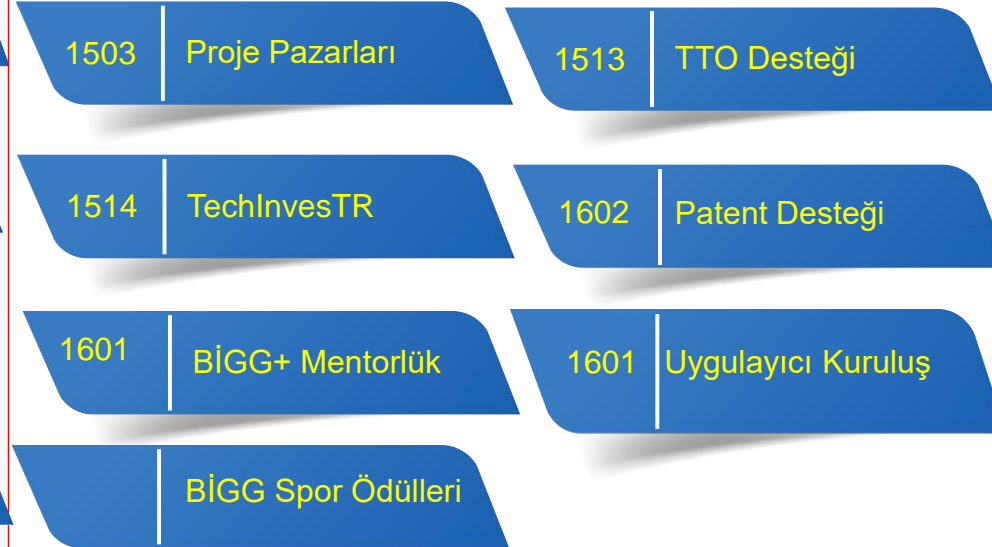 1503 Proje Pazarları
1513 TTO Desteği
1514 TechInvesTR
1602 Patent Desteği
1601 BİGG+ Mentorlük
1601 Uygulayıcı Kuruluş
BİGG Spor Ödülleri